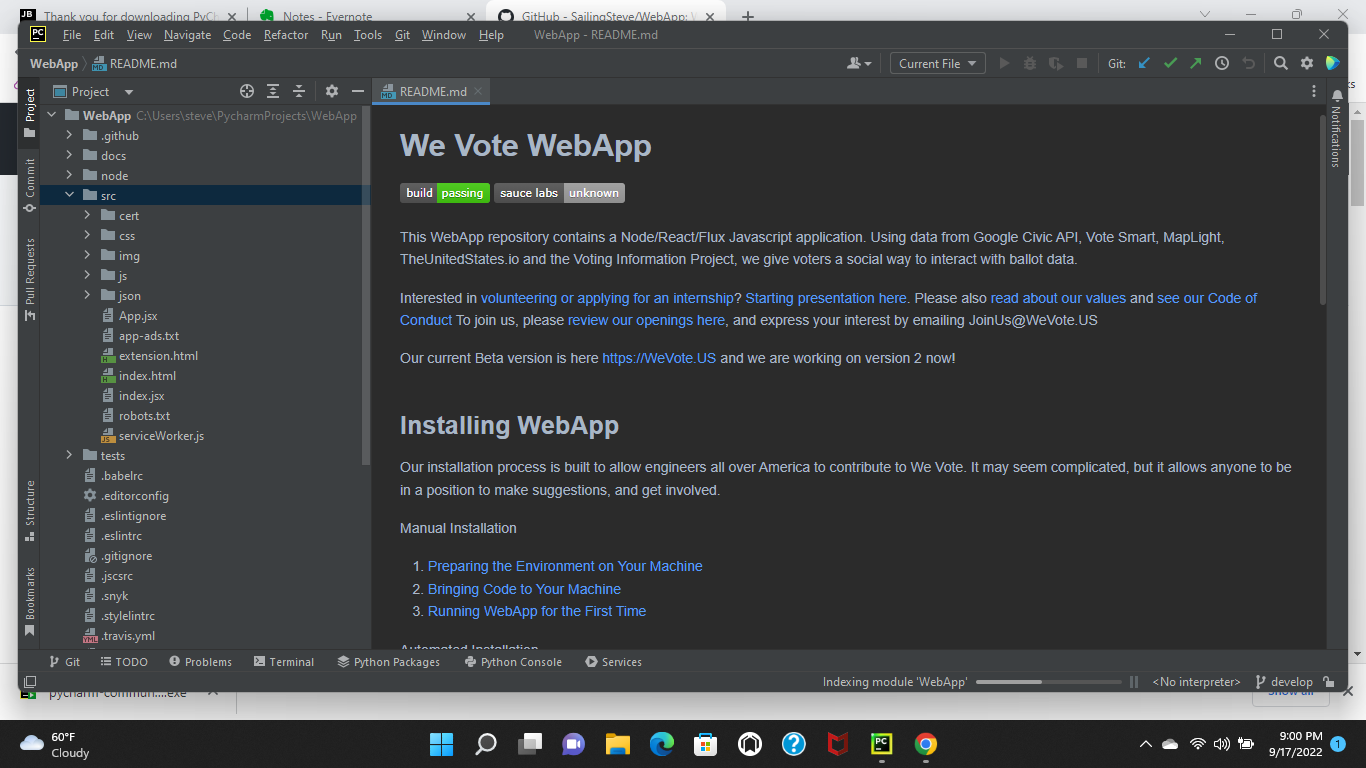 JB Thank you for downloading PyCh
Notes - Evernote
GitHub - SailingSteve/WebApp: W
PC File Edit View Navigate Code Refactor Run Tools Git Window Help WebApp - README.md
WebApp README.md
Current File
Git:
Project
README.md
WebApp C:\Users\steve\PycharmProjects\WebApp
.github
docs
node
src
cert
css
img
js
json
App.jsx
app-ads.txt
extension.html
index.html
index.jsx
robots.txt
serviceWorker.js
tests
.babelrc
.editorconfig
.eslintignore
.eslintrc
.gitignore
.jscsrc
.snyk
.stylelintrc
.travis.yml
Project
Commit
Pull Requests
Structure
Bookmarks
We Vote WebApp
build passing sauce labs unknown
This WebApp repository contains a Node/React/Flux Javascript application. Using data from Google Civic API, Vote Smart, MapLight,
TheUnitedStates.io and the Voting Information Project, we give voters a social way to interact with ballot data.
Interested in volunteering or applying for an internship? Starting presentation here. Please also read about our values and see our Code of
Conduct To join us, please review our openings here, and express your interest by emailing JoinUs@WeVote.US
Our current Beta version is here https://WeVote.US and we are working on version 2 now!
Installing WebApp
Our installation process is built to allow engineers all over America to contribute to We Vote. It may seem complicated, but it allows anyone to be
in a position to make suggestions, and get involved.
Manual Installation
1. Preparing the Environment on Your Machine
2. Bringing Code to Your Machine
3. Running WebApp for the First Time
Automated Installation
Notifications
Git TODO Problems Terminal Python Packages Python Console Services
Indexing module 'WebApp' <No interpreter> develop
pycharm-commun....exe
Show all
60°F
Cloudy
9:00 PM
9/17/2022
1